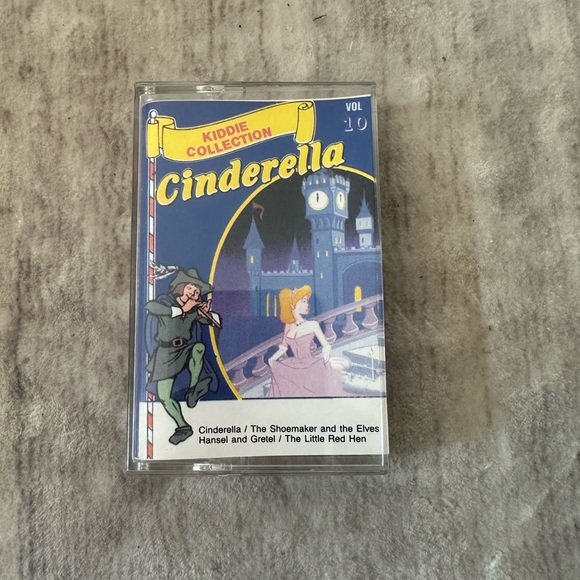 KIDDIE
COLLECTION
VOL
10
Cinderella
Cinderella / The Shoemaker and the Elves
Hansel and Gretel / The Little Red Hen